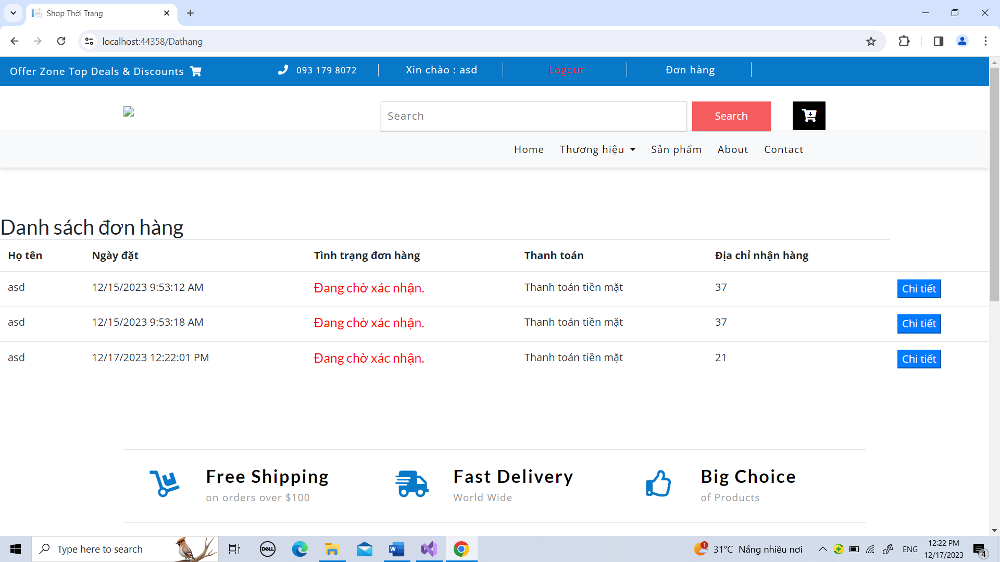 Shop Thời Trang
localhost:44358/Dathang
Offer Zone Top Deals & Discounts
093 179 8072
Xin chào : asd
Logout
Đơn hàng
Search
Search
Home Thương hiệu Sản phẩm About Contact
Danh sách đơn hàng
Họ tên Ngày đặt Tình trạng đơn hàng Thanh toán Địa chỉ nhận hàng
asd 12/15/2023 9:53:12 AM Đang chờ xác nhận. Thanh toán tiền mặt 37 Chi tiết
asd 12/15/2023 9:53:18 AM Đang chờ xác nhận. Thanh toán tiền mặt 37 Chi tiết
asd 12/17/2023 12:22:01 PM Đang chờ xác nhận. Thanh toán tiền mặt 21 Chi tiết
Free Shipping
on orders over $100
Fast Delivery
World Wide
Big Choice
of Products
Type here to search
DELL
W
1
31°C Nắng nhiều nơi
ENG
12:22 PM
12/17/2023
4